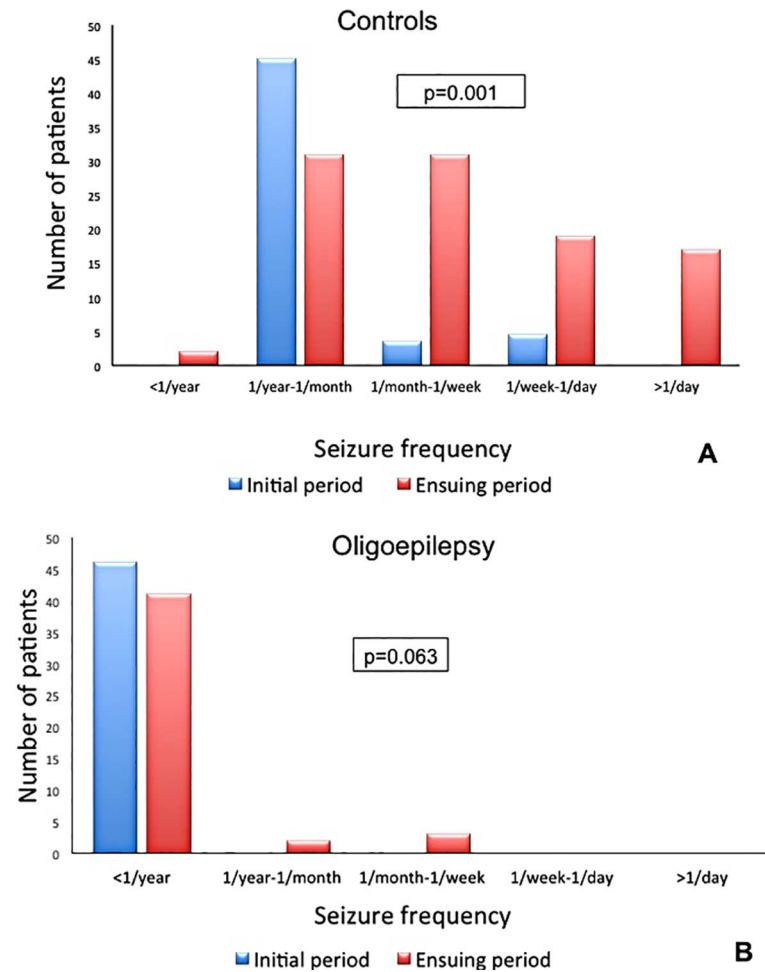 Controls
50
45
40
35
30
25
20
15
10
5
0
Number of patients
p=0.001
<1/year 1/year-1/month 1/month-1/week 1/week-1/day >1/day
Seizure frequency
A
Initial period Ensuing period
Oligoepilepsy
50
45
40
35
30
25
20
15
10
5
0
Number of patients
p=0.063
<1/year 1/year-1/month 1/month-1/week 1/week-1/day >1/day
Seizure frequency
Initial period Ensuing period
B